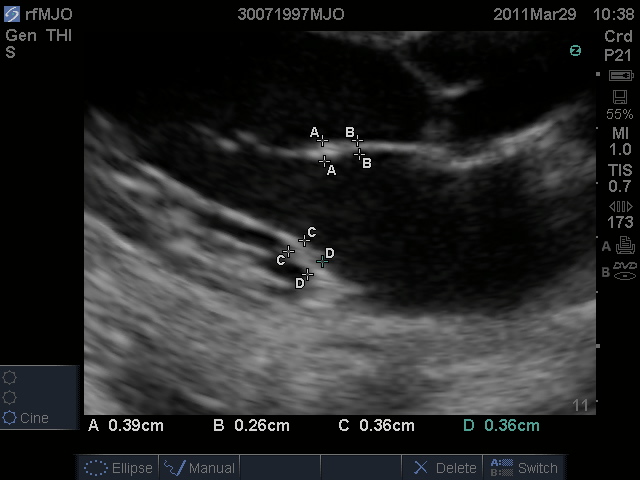 rfMJO 30071997MJO 2011Mar29 10:38
Gen THI
S
Crd
P21
55%
MI
1.0
TIS
0.7
173
A
B DVD
A B
A B
C
C D
D
11
Cine
A 0.39cm B 0.26cm C 0.36cm D 0.36cm
Ellipse Manual Delete A: B: Switch